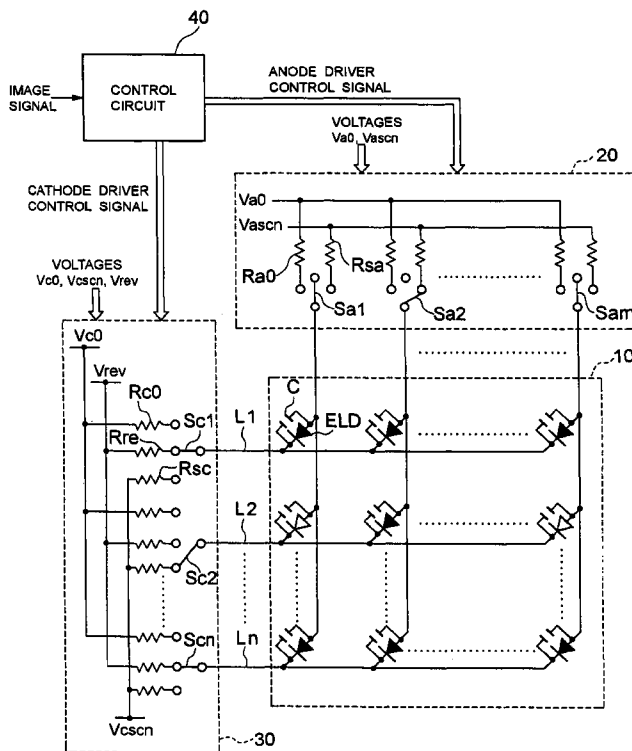 40
IMAGE
SIGNAL
CONTROL
CIRCUIT
ANODE DRIVER
CONTROL SIGNAL
VOLTAGES
Va0, Vascn
20
CATHODE DRIVER
CONTROL SIGNAL
VOLTAGES
Vc0, Vcscn, Vrev
Va0
Vascn
Ra0
Rsa
Sa1
Sa2
Sam
10
Vc0
Vrev
Rc0
Rre
Sc1
L1
C
ELD
Rsc
L2
Sc2
Scn
Ln
Vcscn
30